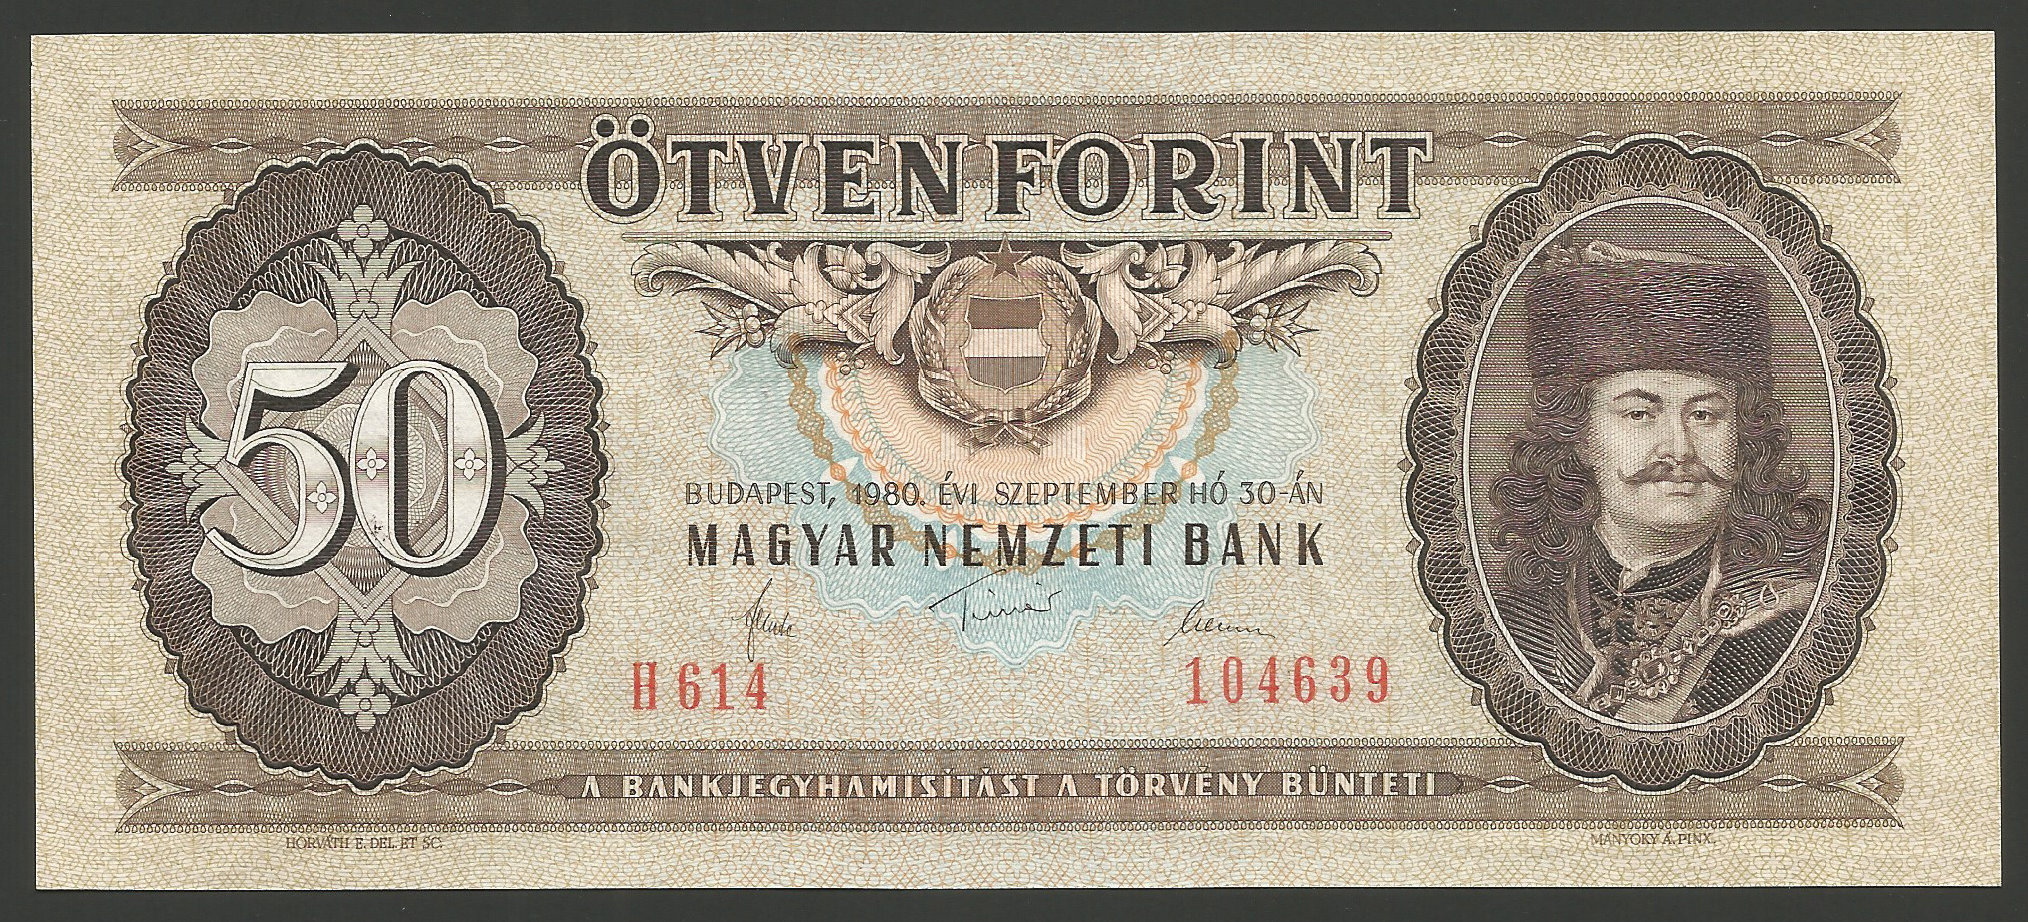 ÖTVEN FORINT
50
BUDAPEST, 1980. ÉVI SZEPTEMBER HÓ 30-ÁN
MAGYAR NEMZETI BANK
H 614
104639
A BANKJEGYHAMISÍTÁST A TÖRVÉNY BÜNTETI
HORVÁTH E. DEL. ET SC.
MÁNYOKY Á. PINX.